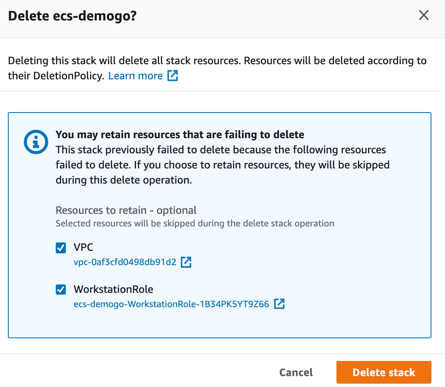 Delete ecs-demogo?
Deleting this stack will delete all stack resources. Resources will be deleted according to
their DeletionPolicy. Learn more
You may retain resources that are failing to delete
This stack previously failed to delete because the following resources
failed to delete. If you choose to retain resources, they will be skipped
during this delete operation.
Resources to retain - optional
Selected resources will be skipped during the delete stack operation
VPC
vpc-0af3cfd0498db91d2
WorkstationRole
ecs-demogo-WorkstationRole-1B34PK5YT9Z66
Cancel
Delete stack